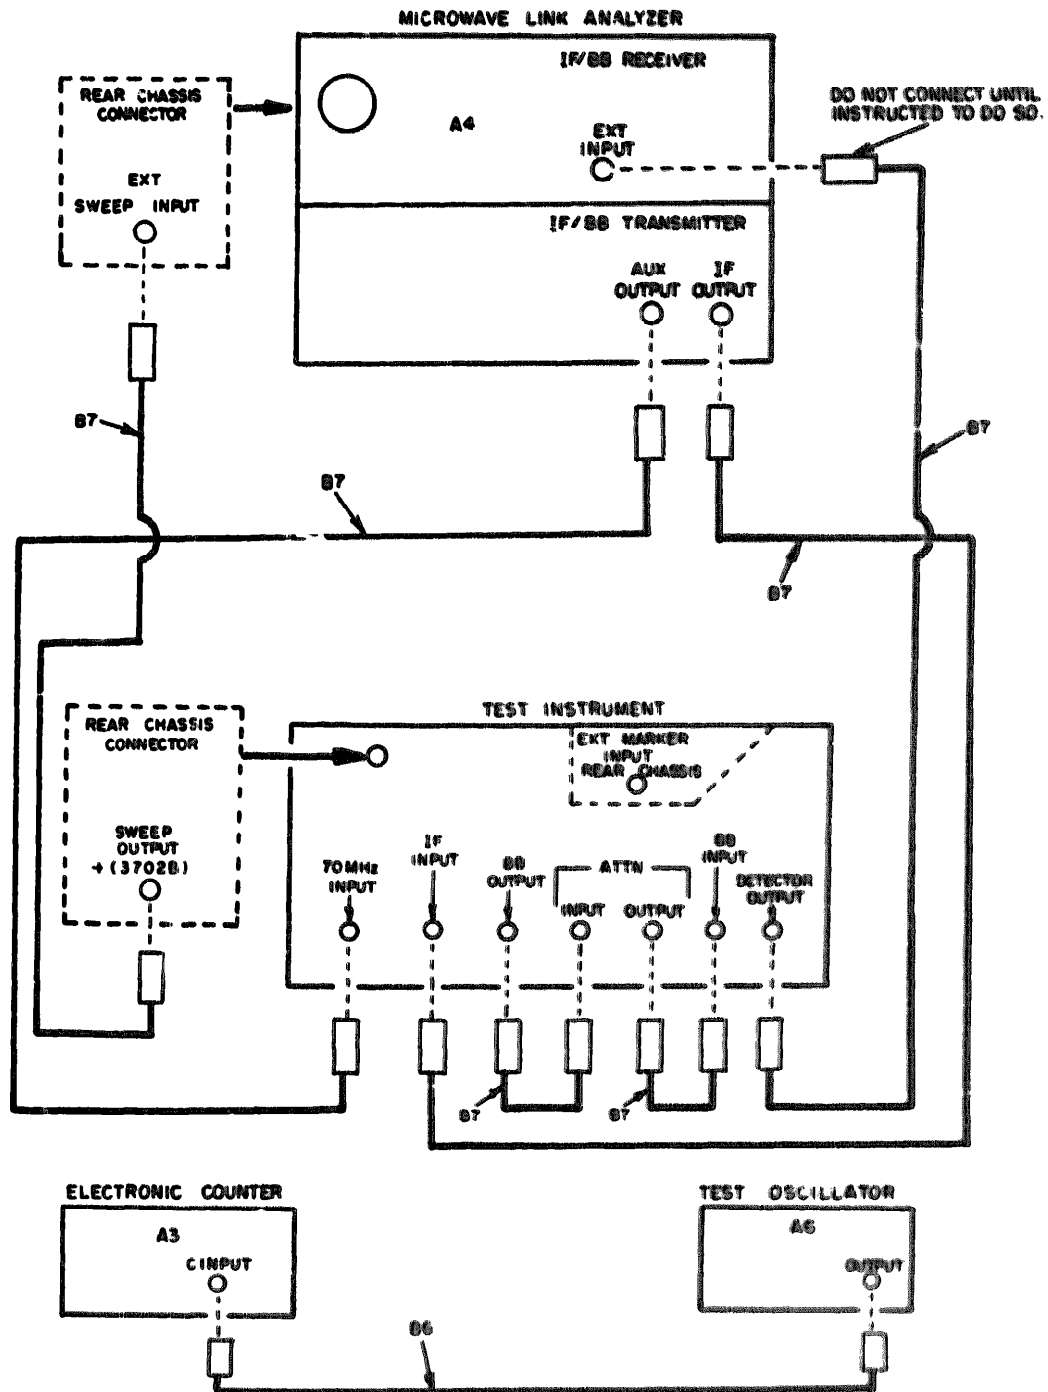 MICROWAVE LINK ANALYZER
IF/BB RECEIVER
REAR CHASSIS
CONNECTOR
A4
EXT
INPUT
DO NOT CONNECT UNTIL
INSTRUCTED TO DO SO.
EXT
SWEEP INPUT
IF/BB TRANSMITTER
AUX
OUTPUT
IF
OUTPUT
B7
B7
B7
B7
TEST INSTRUMENT
REAR CHASSIS
CONNECTOR
EXT MARKER
INPUT
REAR CHASSIS
SWEEP
OUTPUT
+ (3702B)
70MHz
INPUT
IF
INPUT
BB
OUTPUT
ATTN
INPUT
OUTPUT
BB
INPUT
DETECTOR
OUTPUT
B7
B7
ELECTRONIC COUNTER
A3
C INPUT
TEST OSCILLATOR
A6
OUTPUT
B6